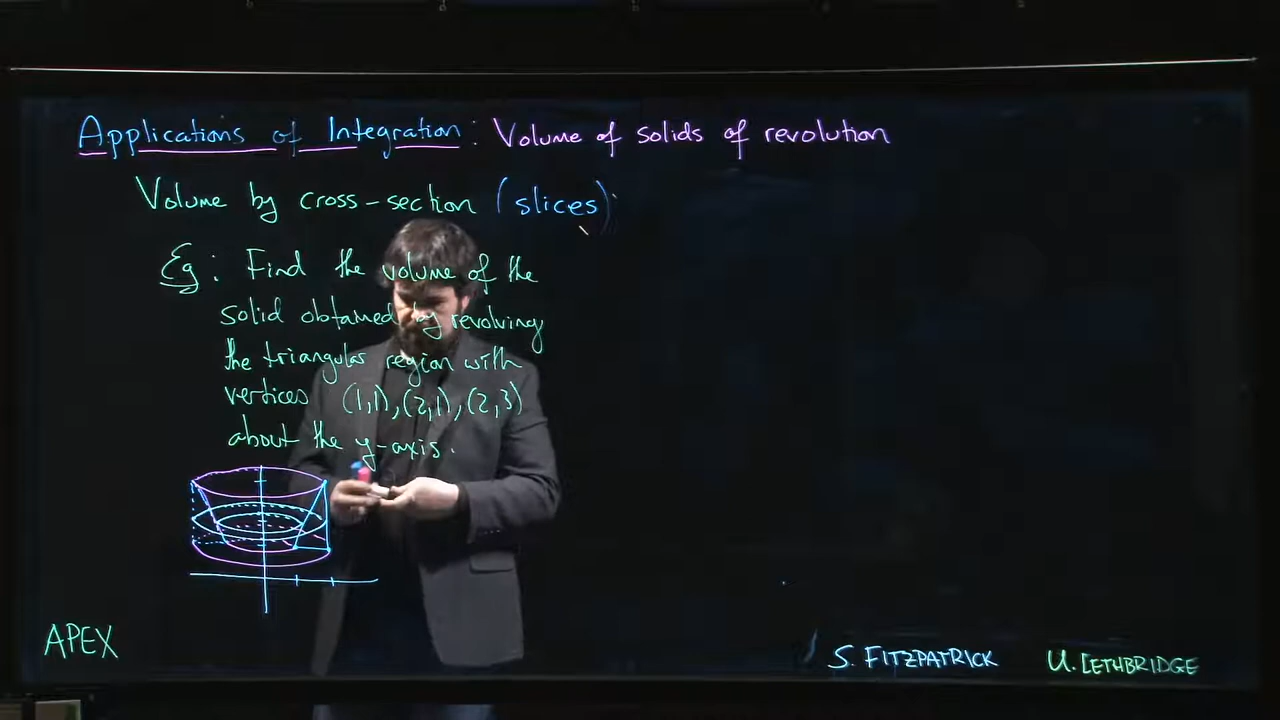 Applications of Integration: Volume of solids of revolution
Volume by cross-section (slices):
Eg: Find the volume of the
solid obtained by revolving
the triangular region with
vertices (1,1), (2,1), (2,3)
about the y-axis.
APEX
S. FITZPATRICK
U. LETHBRIDGE